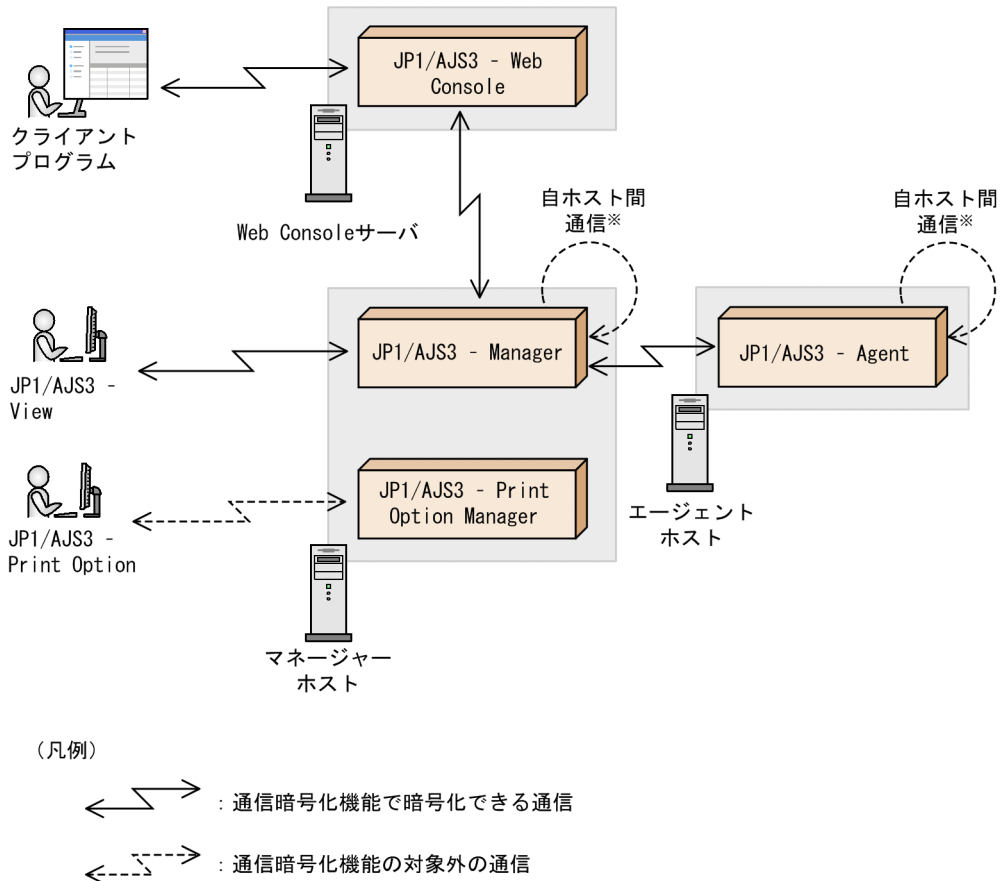 JP1/AJS3 - Web
Console
クライアント
プログラム
Web Consoleサーバ
自ホスト間
通信※
自ホスト間
通信※
JP1/AJS3 - Manager
JP1/AJS3 - Agent
JP1/AJS3 -
View
JP1/AJS3 - Print
Option Manager
エージェント
ホスト
JP1/AJS3 -
Print Option
マネージャー
ホスト
（凡例）
：通信暗号化機能で暗号化できる通信
：通信暗号化機能の対象外の通信